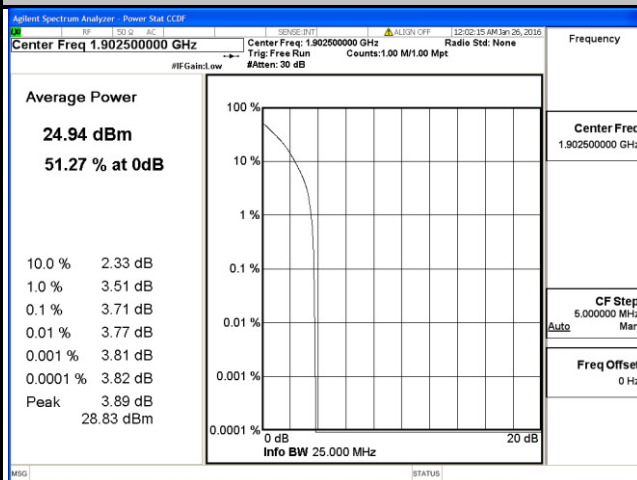 Agilent Spectrum Analyzer - Power Stat CCDF
RF 50 Ω AC SENSE:INT ALIGN OFF 12:02:15 AM Jan 26, 2016
Center Freq 1.902500000 GHz
Center Freq: 1.902500000 GHz Radio Std: None
Trig: Free Run Counts:1.00 M/1.00 Mpt
#IFGain:Low #Atten: 30 dB
Frequency
Average Power
24.94 dBm
51.27 % at 0dB
10.0 % 2.33 dB
1.0 % 3.51 dB
0.1 % 3.71 dB
0.01 % 3.77 dB
0.001 % 3.81 dB
0.0001 % 3.82 dB
Peak 3.89 dB
28.83 dBm
100 %
10 %
1 %
0.1 %
0.01 %
0.001 %
0.0001 %
0 dB 20 dB
Info BW 25.000 MHz
Center Freq
1.902500000 GHz
CF Step
5.000000 MHz
Auto Man
Freq Offset
0 Hz
MSG STATUS